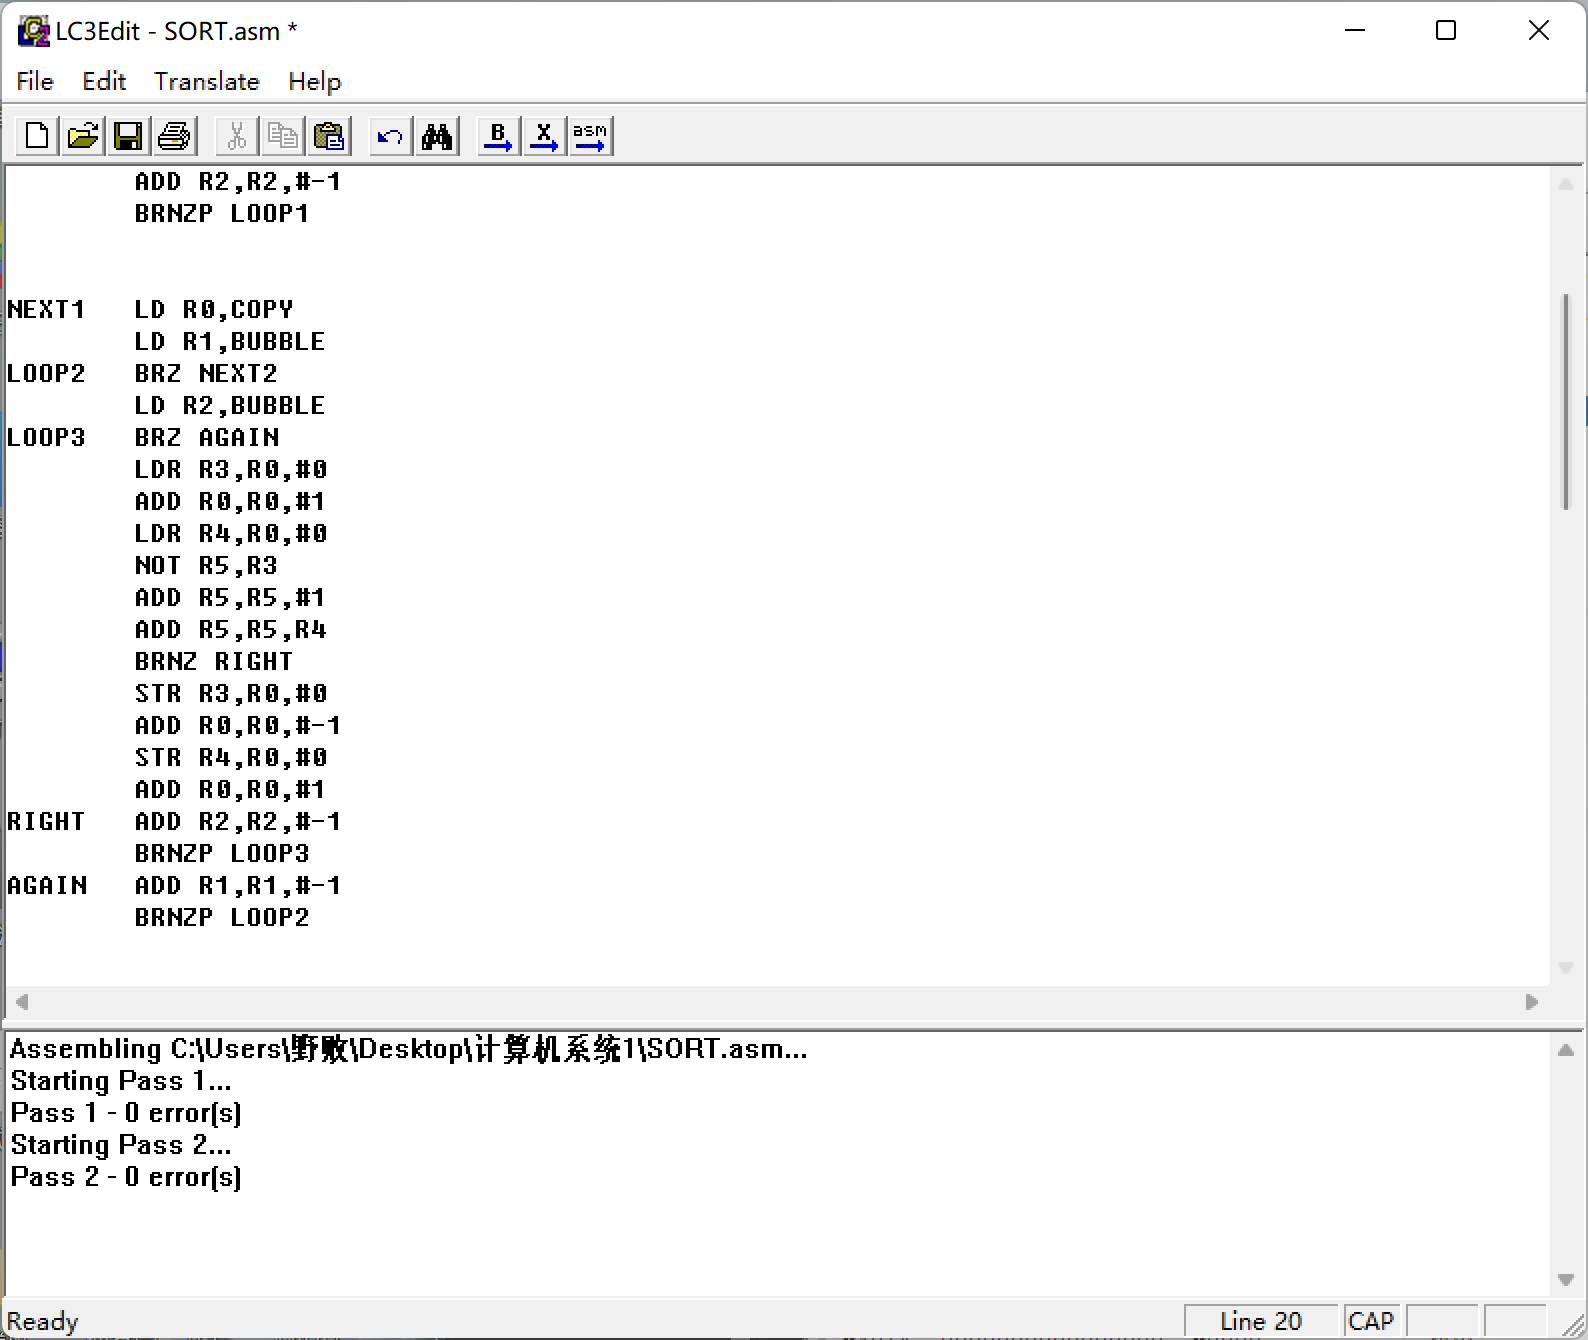 LC3Edit - SORT.asm *
File Edit Translate Help
B X asm
ADD R2,R2,#-1
BRNZP LOOP1
NEXT1 LD R0,COPY
LD R1,BUBBLE
LOOP2 BRZ NEXT2
LD R2,BUBBLE
LOOP3 BRZ AGAIN
LDR R3,R0,#0
ADD R0,R0,#1
LDR R4,R0,#0
NOT R5,R3
ADD R5,R5,#1
ADD R5,R5,R4
BRNZ RIGHT
STR R3,R0,#0
ADD R0,R0,#-1
STR R4,R0,#0
ADD R0,R0,#1
RIGHT ADD R2,R2,#-1
BRNZP LOOP3
AGAIN ADD R1,R1,#-1
BRNZP LOOP2
Assembling C:\Users\野败\Desktop\计算机系统1\SORT.asm...
Starting Pass 1...
Pass 1 - 0 error(s)
Starting Pass 2...
Pass 2 - 0 error(s)
Ready Line 20 CAP